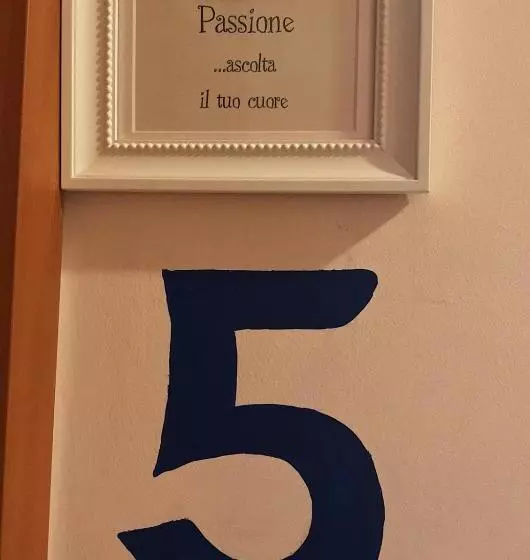 Passione
...ascolta
il tuo cuore
5